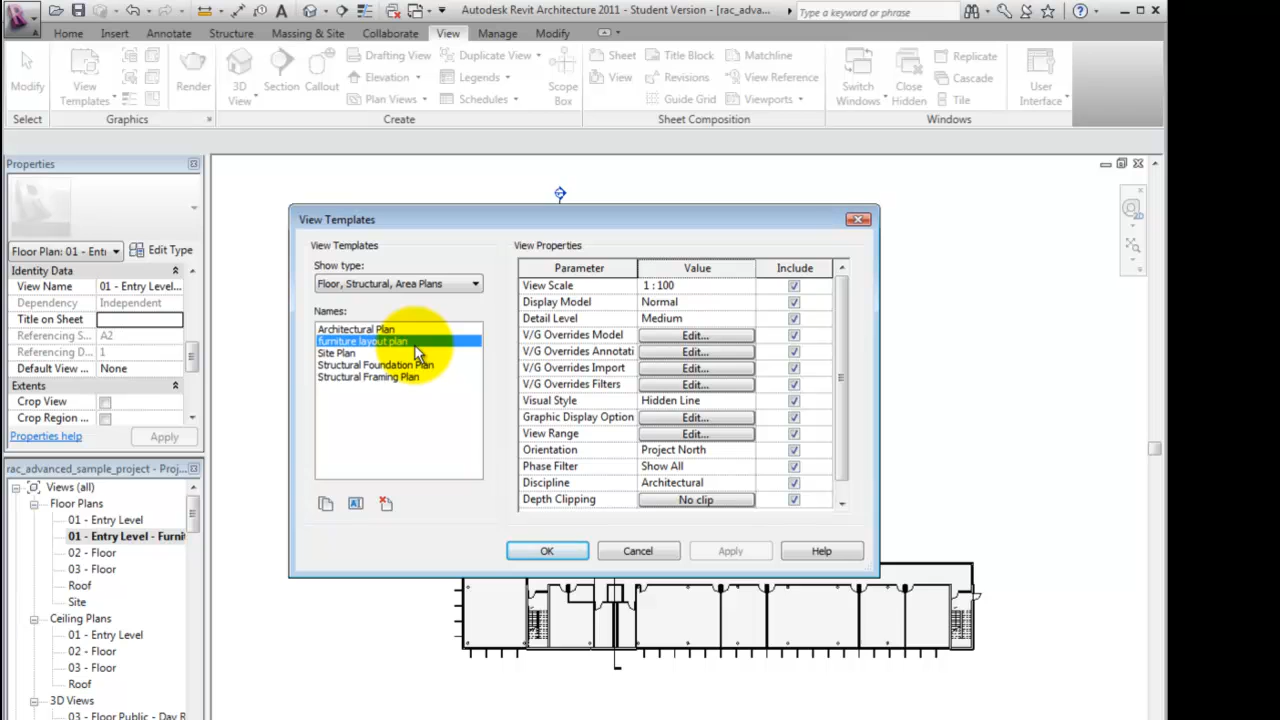 Autodesk Revit Architecture 2011 - Student Version - [rac_adva...
Type a keyword or phrase
Home Insert Annotate Structure Massing & Site Collaborate View Manage Modify
Modify
View Templates
Render
3D View
Section
Callout
Drafting View
Elevation
Plan Views
Duplicate View
Legends
Schedules
Scope Box
Sheet
View
Title Block
Revisions
Guide Grid
Matchline
View Reference
Viewports
Switch Windows
Close Hidden
Replicate
Cascade
Tile
User Interface
Select Graphics Create Sheet Composition Windows
Properties
Floor Plan: 01 - Entr
Edit Type
Identity Data
View Name 01 - Entry Level...
Dependency Independent
Title on Sheet
Referencing S... A2
Referencing D... 1
Default View ... None
Extents
Crop View
Crop Region ...
Properties help Apply
rac_advanced_sample_project - Proj...
Views (all)
Floor Plans
01 - Entry Level
01 - Entry Level - Furni
02 - Floor
03 - Floor
Roof
Site
Ceiling Plans
01 - Entry Level
02 - Floor
03 - Floor
Roof
3D Views
03 - Floor Public - Day R
View Templates
View Templates
Show type:
Floor, Structural, Area Plans
Names:
Architectural Plan
furniture layout plan
Site Plan
Structural Foundation Plan
Structural Framing Plan
View Properties
Parameter Value Include
View Scale 1 : 100
Display Model Normal
Detail Level Medium
V/G Overrides Model Edit...
V/G Overrides Annotati Edit...
V/G Overrides Import Edit...
V/G Overrides Filters Edit...
Visual Style Hidden Line
Graphic Display Option Edit...
View Range Edit...
Orientation Project North
Phase Filter Show All
Discipline Architectural
Depth Clipping No clip
OK Cancel Apply Help